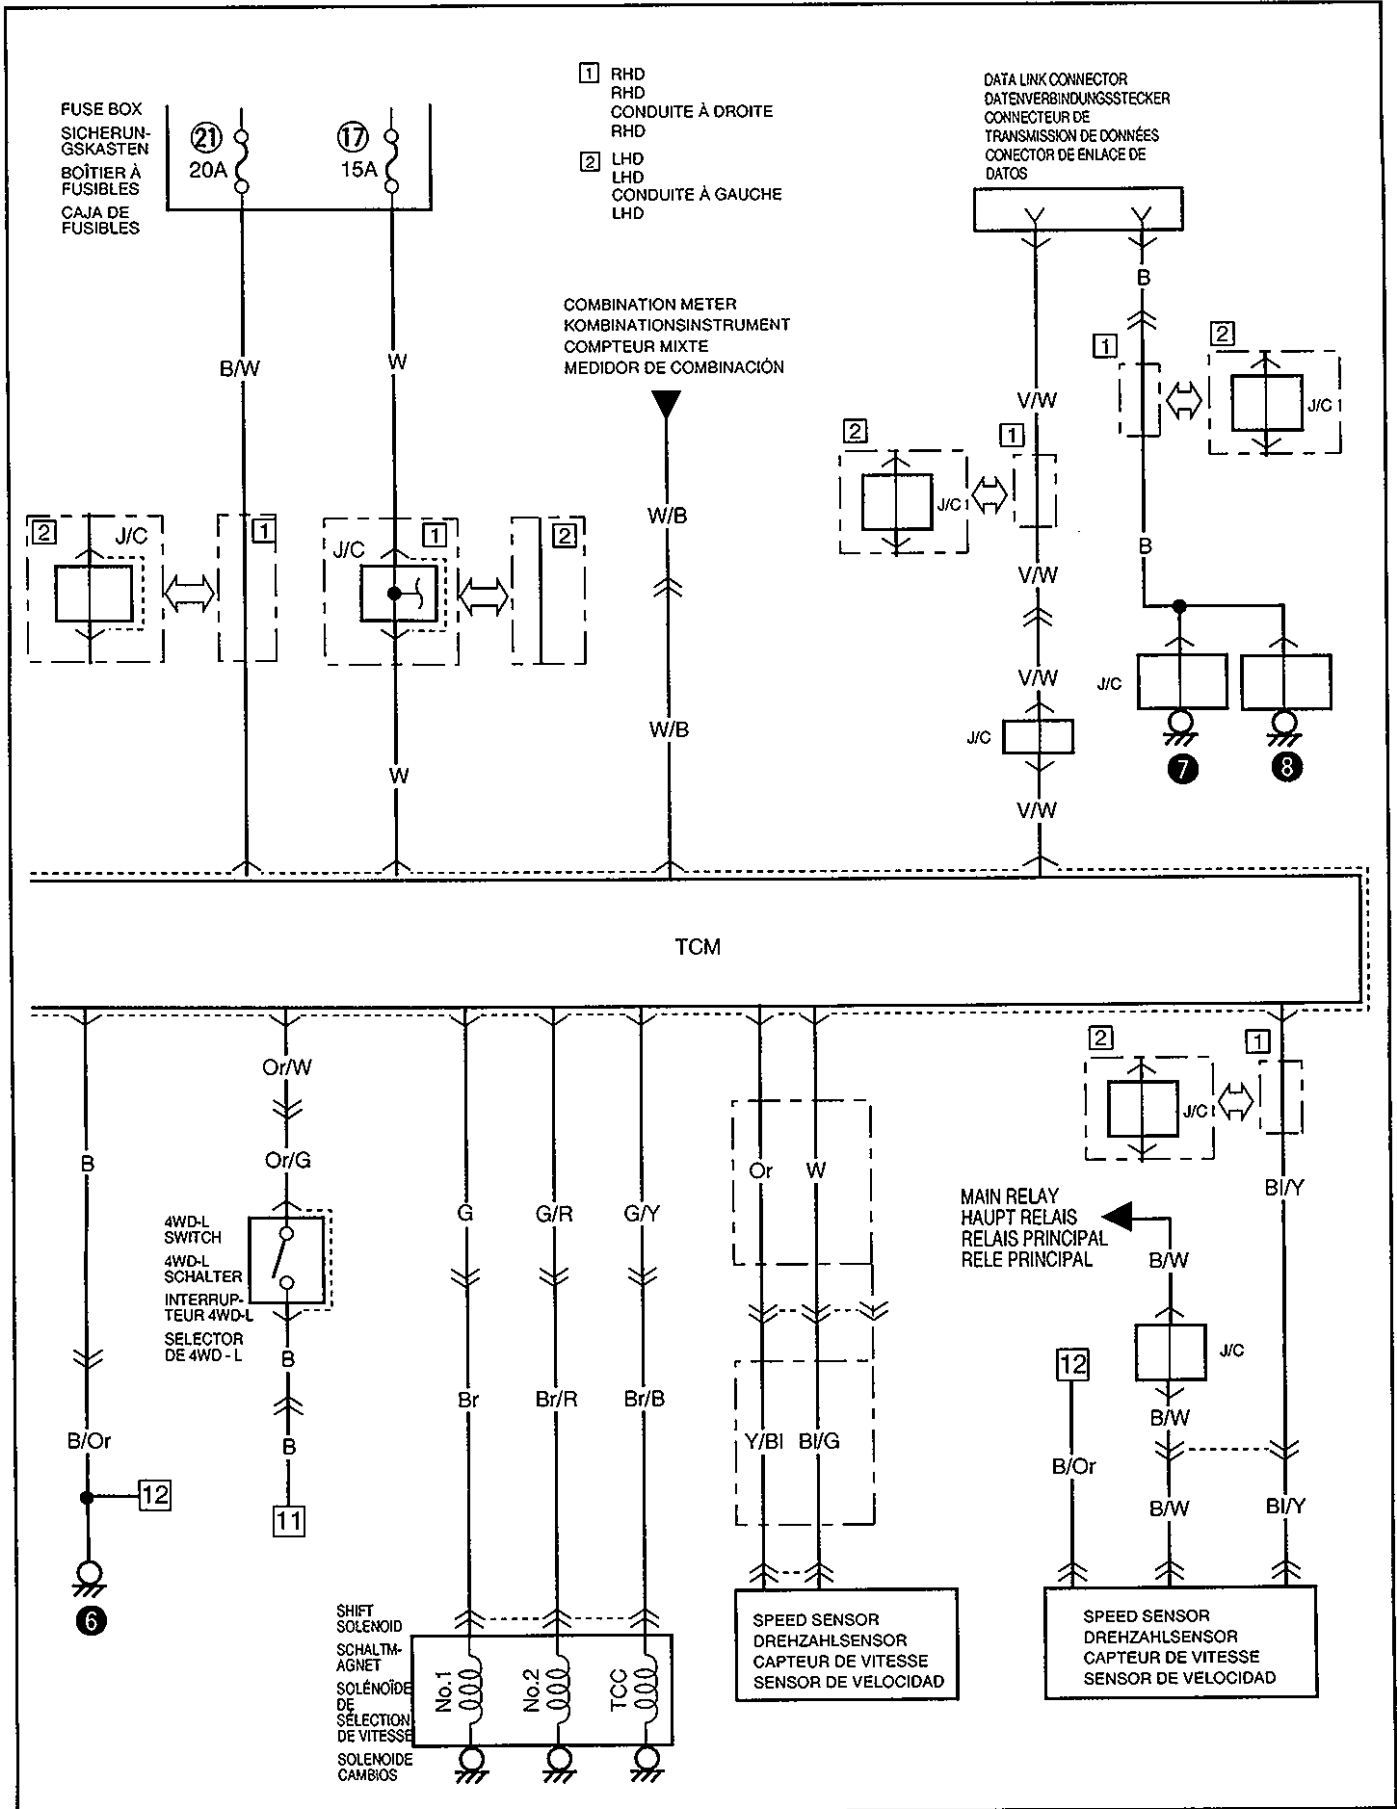 FUSE BOX
SICHERUN-
GSKASTEN
BOÎTIER À
FUSIBLES
CAJA DE
FUSIBLES
21
20A
17
15A
1 RHD
RHD
CONDUITE À DROITE
RHD
2 LHD
LHD
CONDUITE À GAUCHE
LHD
DATA LINK CONNECTOR
DATENVERBINDUNGSSTECKER
CONNECTEUR DE
TRANSMISSION DE DONNÉES
CONECTOR DE ENLACE DE
DATOS
B
COMBINATION METER
KOMBINATIONSINSTRUMENT
COMPTEUR MIXTE
MEDIDOR DE COMBINACIÓN
B/W
W
V/W
1
2
J/C
2
1
J/C
W/B
2
J/C
1
J/C
1
2
B
V/W
V/W
J/C
W/B
J/C
7
8
W
V/W
TCM
Or/W
2
1
J/C
B
Or/G
Or
W
Bl/Y
4WD-L
SWITCH
4WD-L
SCHALTER
INTERRUP-
TEUR 4WD-L
SELECTOR
DE 4WD - L
G
G/R
G/Y
MAIN RELAY
HAUPT RELAIS
RELAIS PRINCIPAL
RELE PRINCIPAL
B/W
B
J/C
12
Br
Br/R
Br/B
B/W
B/Or
B
Y/Bl
Bl/G
B/Or
12
11
B/W
Bl/Y
6
SHIFT
SOLENOID
SCHALTM-
AGNET
SOLÉNOÏDE
DE
SÉLECTION
DE VITESSE
SOLENOIDE
CAMBIOS
No.1
No.2
TCC
SPEED SENSOR
DREHZAHLSENSOR
CAPTEUR DE VITESSE
SENSOR DE VELOCIDAD
SPEED SENSOR
DREHZAHLSENSOR
CAPTEUR DE VITESSE
SENSOR DE VELOCIDAD